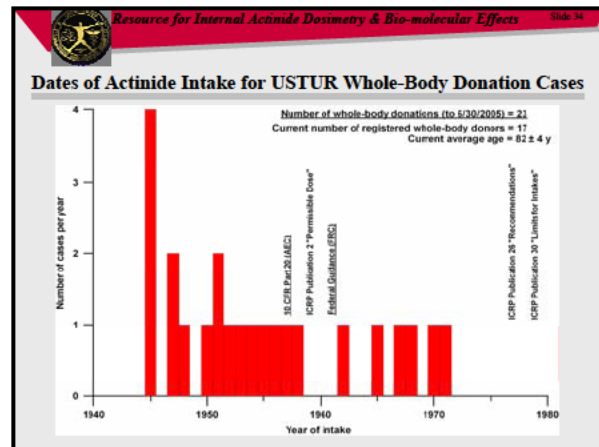 Resource for Internal Actinide Dosimetry & Bio-molecular Effects
Slide 34
Dates of Actinide Intake for USTUR Whole-Body Donation Cases
Number of whole-body donations (to 6/30/2005) = 23
Current number of registered whole-body donors = 17
Current average age = 82 ± 4 y
Number of cases per year
4
3
2
1
0
10 CFR Part 20 (AEC)
ICRP Publication 2 "Permissible Dose"
Federal Guidance (FRC)
ICRP Publication 26 "Recommendations"
ICRP Publication 30 "Limits for Intakes"
1940
1950
1960
1970
1980
Year of intake